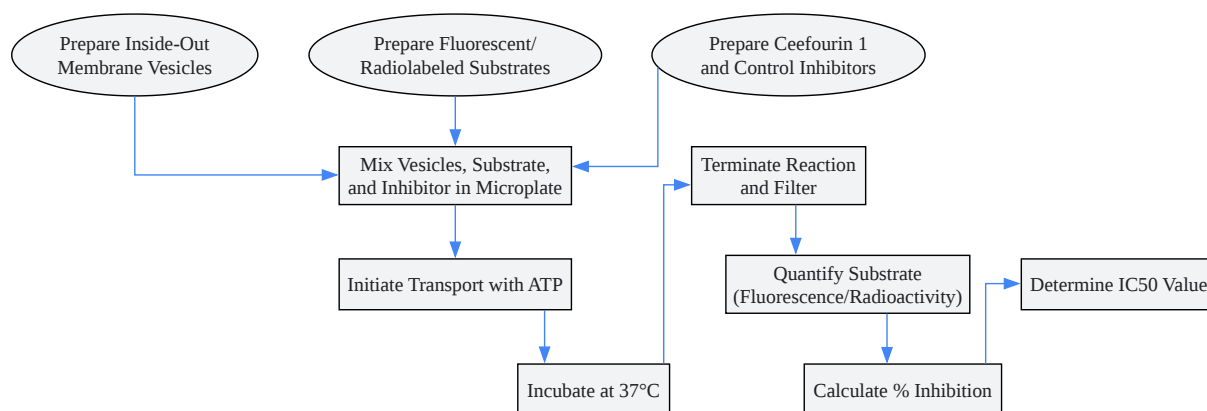 Prepare Inside-Out
Membrane Vesicles
Prepare Fluorescent/
Radiolabeled Substrates
Prepare Ceefourin 1
and Control Inhibitors
Mix Vesicles, Substrate,
and Inhibitor in Microplate
Terminate Reaction
and Filter
Initiate Transport with ATP
Quantify Substrate
(Fluorescence/Radioactivity)
Determine IC50 Value
Incubate at 37°C
Calculate % Inhibition